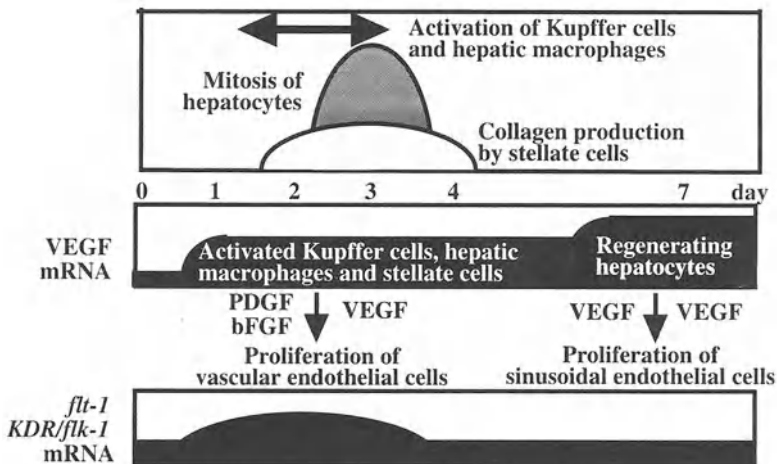 Activation of Kupffer cells
and hepatic macrophages
Mitosis of
hepatocytes
Collagen production
by stellate cells
0 1 2 3 4 7 day
VEGF
mRNA
Activated Kupffer cells, hepatic
macrophages and stellate cells
Regenerating
hepatocytes
PDGF
bFGF
VEGF
VEGF VEGF
Proliferation of
vascular endothelial cells
Proliferation of
sinusoidal endothelial cells
flt-1
KDR/flk-1
mRNA